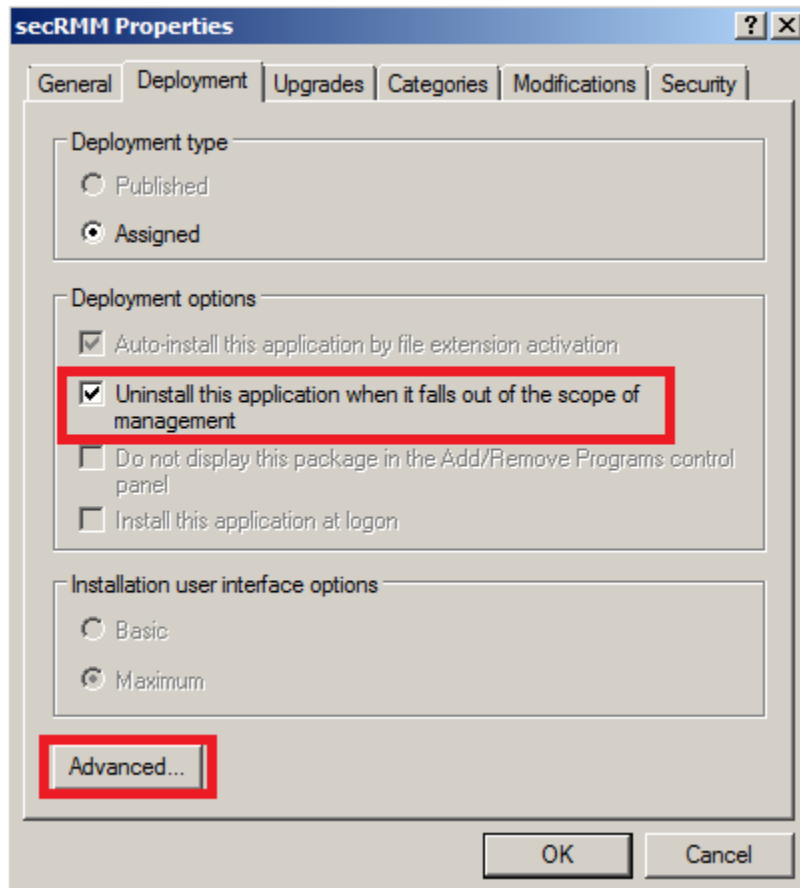 secRMM Properties
General Deployment Upgrades Categories Modifications Security
Deployment type
Published
Assigned
Deployment options
Auto-install this application by file extension activation
Uninstall this application when it falls out of the scope of
management
Do not display this package in the Add/Remove Programs control
panel
Install this application at logon
Installation user interface options
Basic
Maximum
Advanced...
OK Cancel